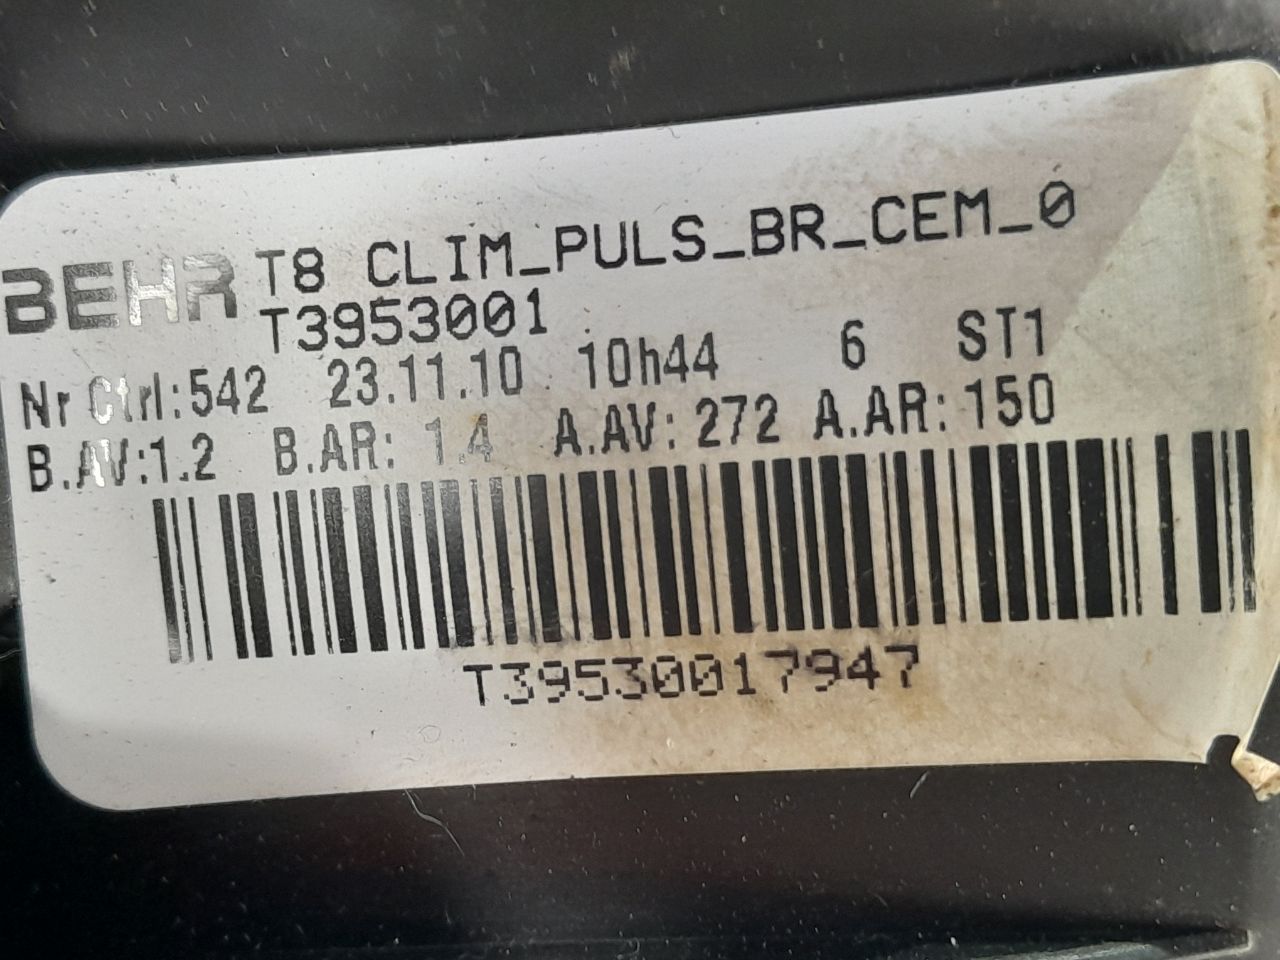 BEHR T8 CLIM_PULS_BR_CEM_0
T3953001
Nr Ctrl:542 23.11.10 10h44 6 ST1
B.AV:1.2 B.AR: 1.4 A.AV: 272 A.AR: 150
T39530017947